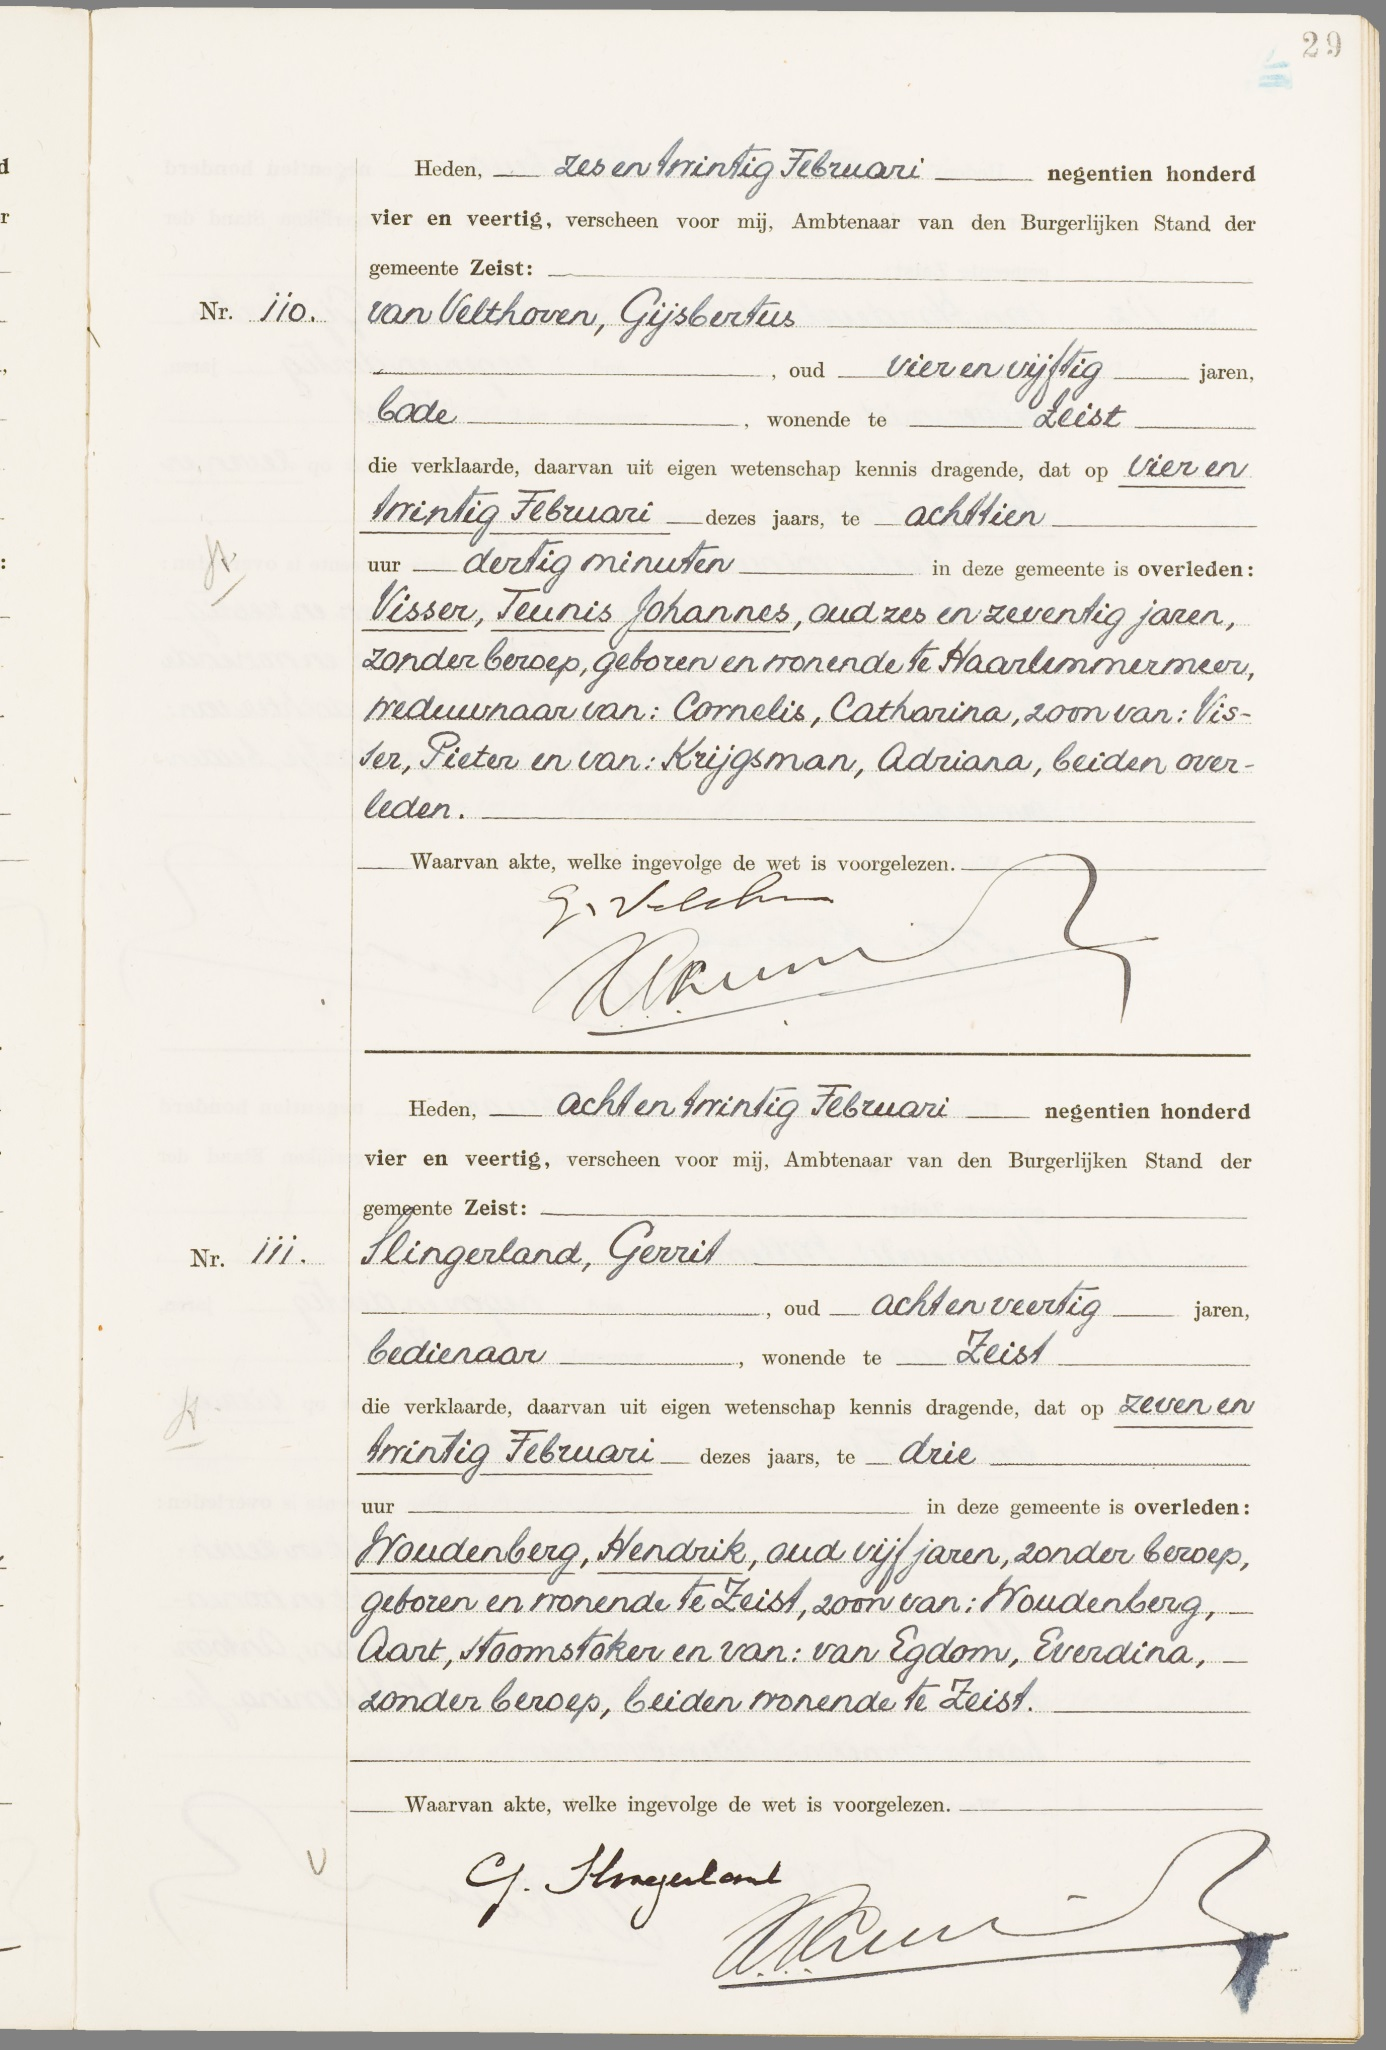 29
Heden, zes en twintig Februari negentien honderd
vier en veertig, verscheen voor mij, Ambtenaar van den Burgerlijken Stand der
gemeente Zeist:
Nr. 110. van Velthoven, Gijsbertus
, oud vier en vijftig jaren,
bode , wonende te Zeist
die verklaarde, daarvan uit eigen wetenschap kennis dragende, dat op vier en
twintig Februari dezes jaars, te achttien
uur dertig minuten in deze gemeente is overleden:
Visser, Teunis Johannes, oud zes en zeventig jaren,
zonder beroep, geboren en wonende te Haarlemmermeer,
weduwnaar van: Cornelis, Catharina, zoon van: Vis-
ser, Pieter en van: Krijgsman, Adriana, beiden over-
leden.
Waarvan akte, welke ingevolge de wet is voorgelezen.
Heden, acht en twintig Februari negentien honderd
vier en veertig, verscheen voor mij, Ambtenaar van den Burgerlijken Stand der
gemeente Zeist:
Nr. 111. Slingerland, Gerrit
, oud acht en veertig jaren,
bedienaar , wonende te Zeist
die verklaarde, daarvan uit eigen wetenschap kennis dragende, dat op zeven en
twintig Februari dezes jaars, te drie
uur in deze gemeente is overleden:
Woudenberg, Hendrik, oud vijf jaren, zonder beroep,
geboren en wonende te Zeist, zoon van: Woudenberg,
Aart, stoomstoker en van: van Egdom, Everdina,
zonder beroep, beiden wonende te Zeist.
Waarvan akte, welke ingevolge de wet is voorgelezen.
G. Slingerland